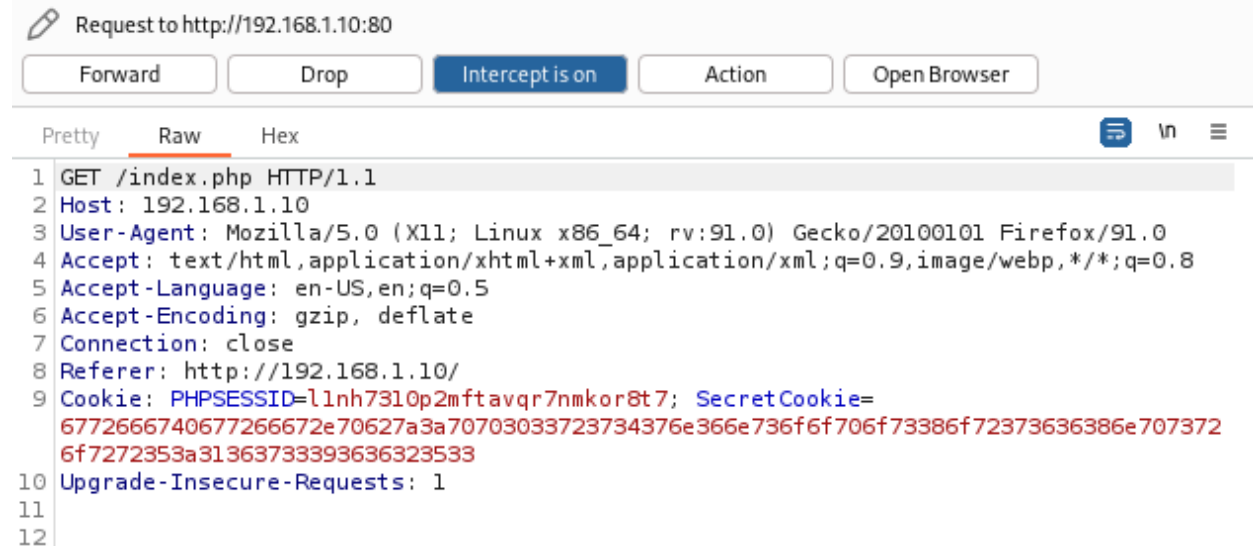 Request to http://192.168.1.10:80
Forward Drop Intercept is on Action Open Browser
Pretty Raw Hex \n ≡
1 GET /index.php HTTP/1.1
2 Host: 192.168.1.10
3 User-Agent: Mozilla/5.0 (X11; Linux x86_64; rv:91.0) Gecko/20100101 Firefox/91.0
4 Accept: text/html,application/xhtml+xml,application/xml;q=0.9,image/webp,*/*;q=0.8
5 Accept-Language: en-US,en;q=0.5
6 Accept-Encoding: gzip, deflate
7 Connection: close
8 Referer: http://192.168.1.10/
9 Cookie: PHPSESSID=l1nh7310p2mftavqr7nmkor8t7; SecretCookie=
6772666740677266672e70627a3a70703033723734376e366e736f6f706f73386f72373636386e707372
6f7272353a31363733393636323533
10 Upgrade-Insecure-Requests: 1
11
12